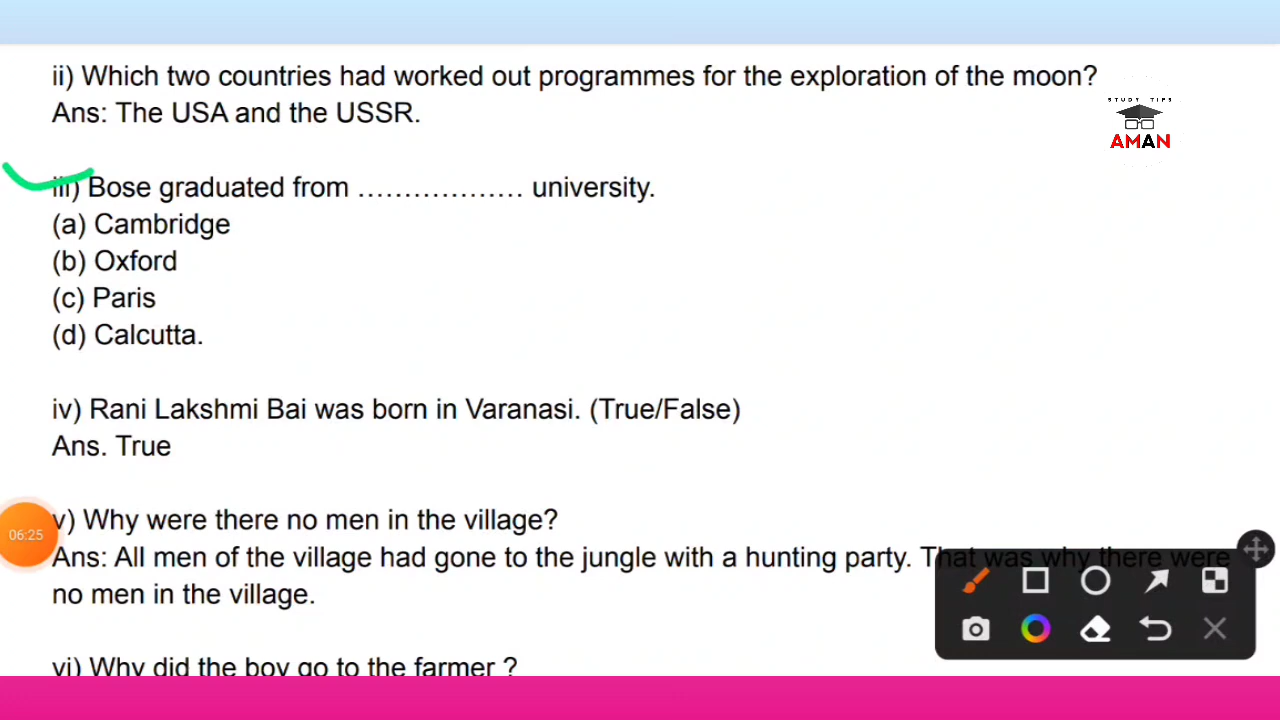 ii) Which two countries had worked out programmes for the exploration of the moon?
Ans: The USA and the USSR.
STUDY TIPS
AMAN
iii) Bose graduated from ……………… university.
(a) Cambridge
(b) Oxford
(c) Paris
(d) Calcutta.
iv) Rani Lakshmi Bai was born in Varanasi. (True/False)
Ans. True
v) Why were there no men in the village?
06:25
Ans: All men of the village had gone to the jungle with a hunting party. That was why there were
no men in the village.
vi) Why did the boy go to the farmer ?